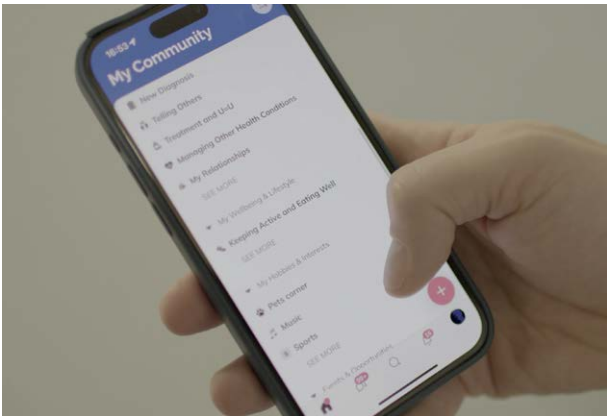 16:53
My Community
New Diagnosis
Telling Others
Treatment and U=U
Managing Other Health Conditions
My Relationships
SEE MORE
My Wellbeing & Lifestyle
Keeping Active and Eating Well
SEE MORE
My Hobbies & Interests
Pets corner
Music
Sports
SEE MORE
Events & Opportunities
+